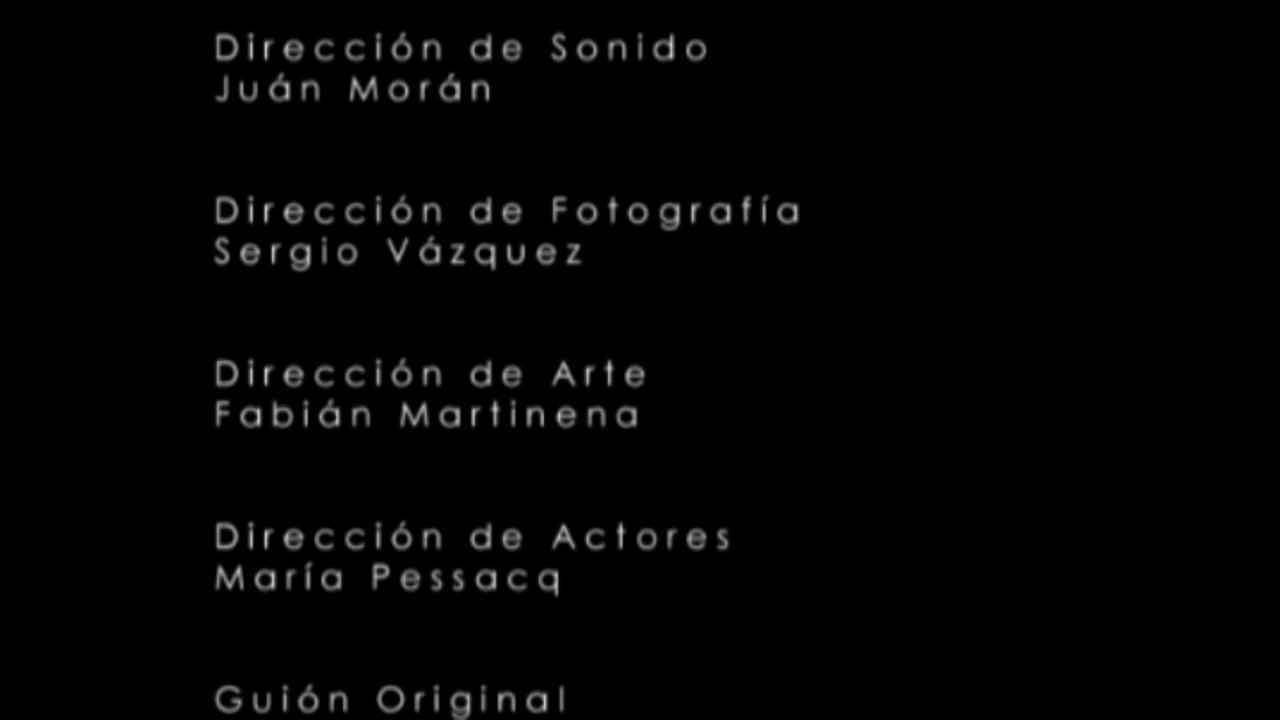 Dirección de Sonido
Juán Morán
Dirección de Fotografía
Sergio Vázquez
Dirección de Arte
Fabián Martinena
Dirección de Actores
María Pessacq
Guión Original